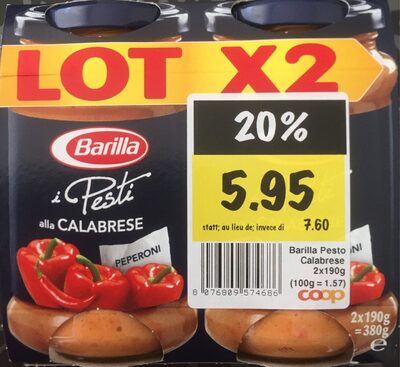 LOT X2
Barilla
i Pesti
alla CALABRESE
PEPERONI
20%
5.95
statt; au lieu de; invece di 7.60
Barilla Pesto
Calabrese
2x190g
(100g = 1.57)
coop
8 076809 574686
2x190g
=380g
e